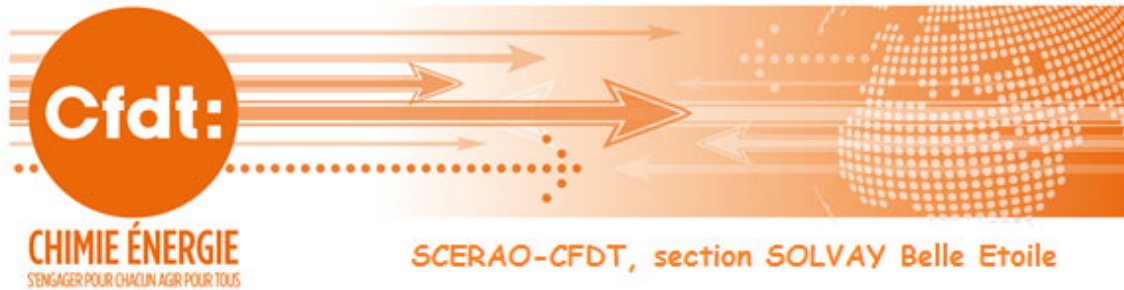 Cfdt:
CHIMIE ÉNERGIE
S'ENGAGER POUR CHACUN AGIR POUR TOUS
SCERAO-CFDT, section SOLVAY Belle Etoile